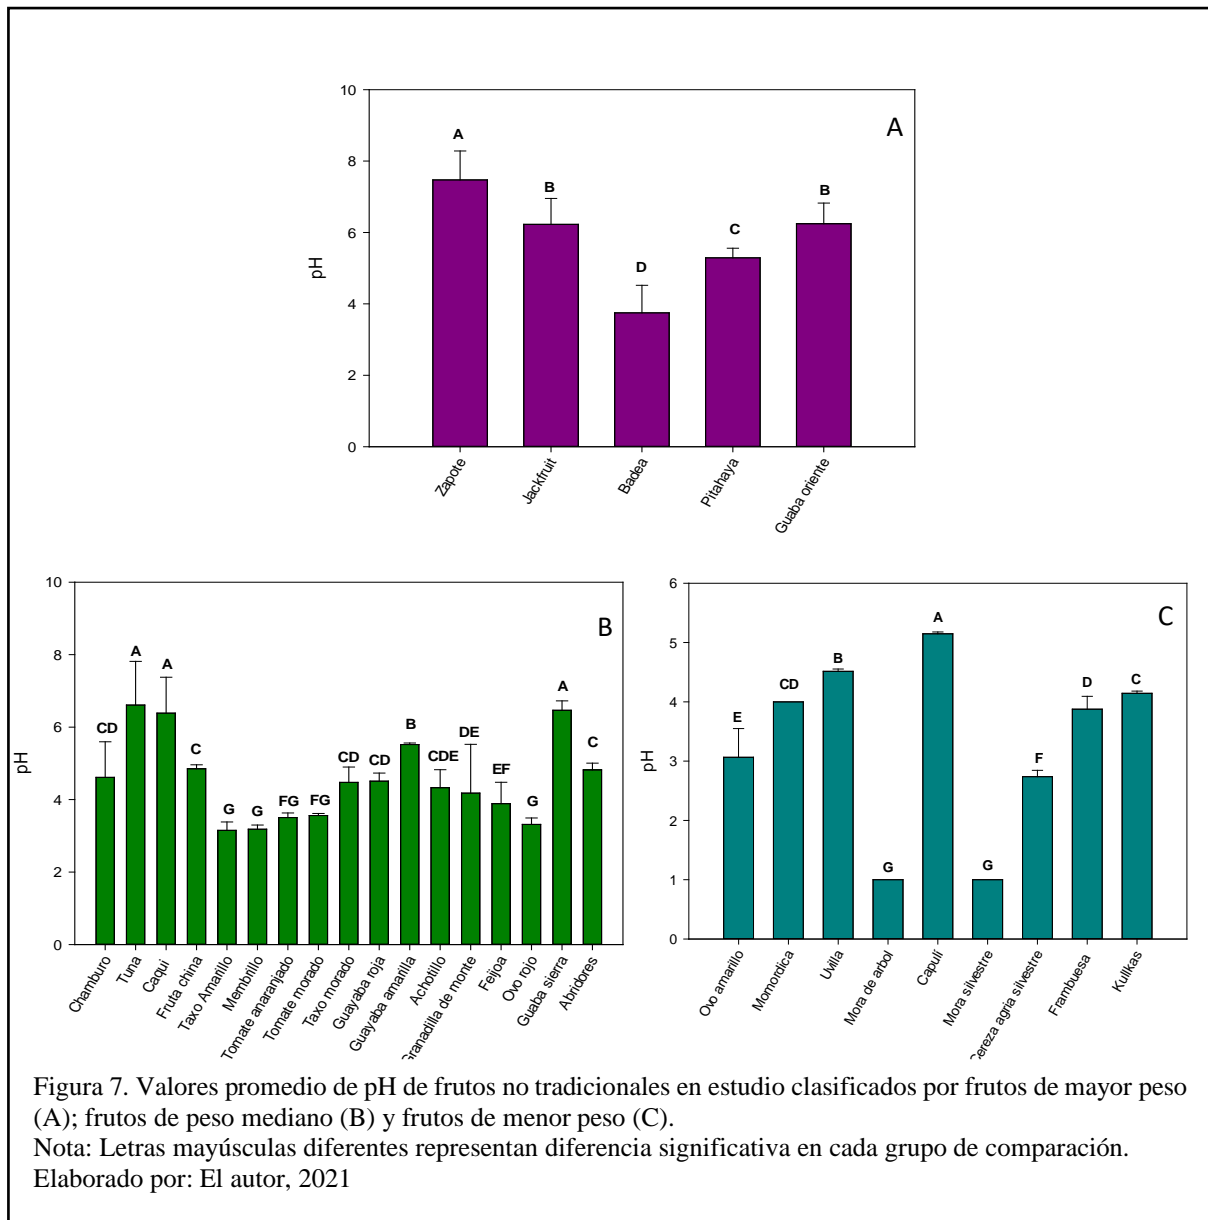 A
10
8
6
4
2
0
pH
A
B
D
C
B
Zapote
Jackfruit
Badea
Pitahaya
Guaba oriente
B
10
8
6
4
2
0
pH
CD
A
A
C
G
G
FG
FG
CD
CD
B
CDE
DE
EF
G
A
C
Chamburo
Tuna
Caqui
Fruta china
Taxo Amarillo
Membrillo
Tomate anaranjado
Tomate morado
Taxo morado
Guayaba roja
Guayaba amarilla
Achotillo
Granadilla de monte
Feijoa
Ovo rojo
Guaba sierra
Abridores
C
6
5
4
3
2
1
0
pH
E
CD
B
G
A
G
F
D
C
Ovo amarillo
Momordica
Uvilla
Mora de arbol
Capulí
Mora silvestre
Cereza agria silvestre
Frambuesa
Kullkas
Figura 7. Valores promedio de pH de frutos no tradicionales en estudio clasificados por frutos de mayor peso
(A); frutos de peso mediano (B) y frutos de menor peso (C).
Nota: Letras mayúsculas diferentes representan diferencia significativa en cada grupo de comparación.
Elaborado por: El autor, 2021